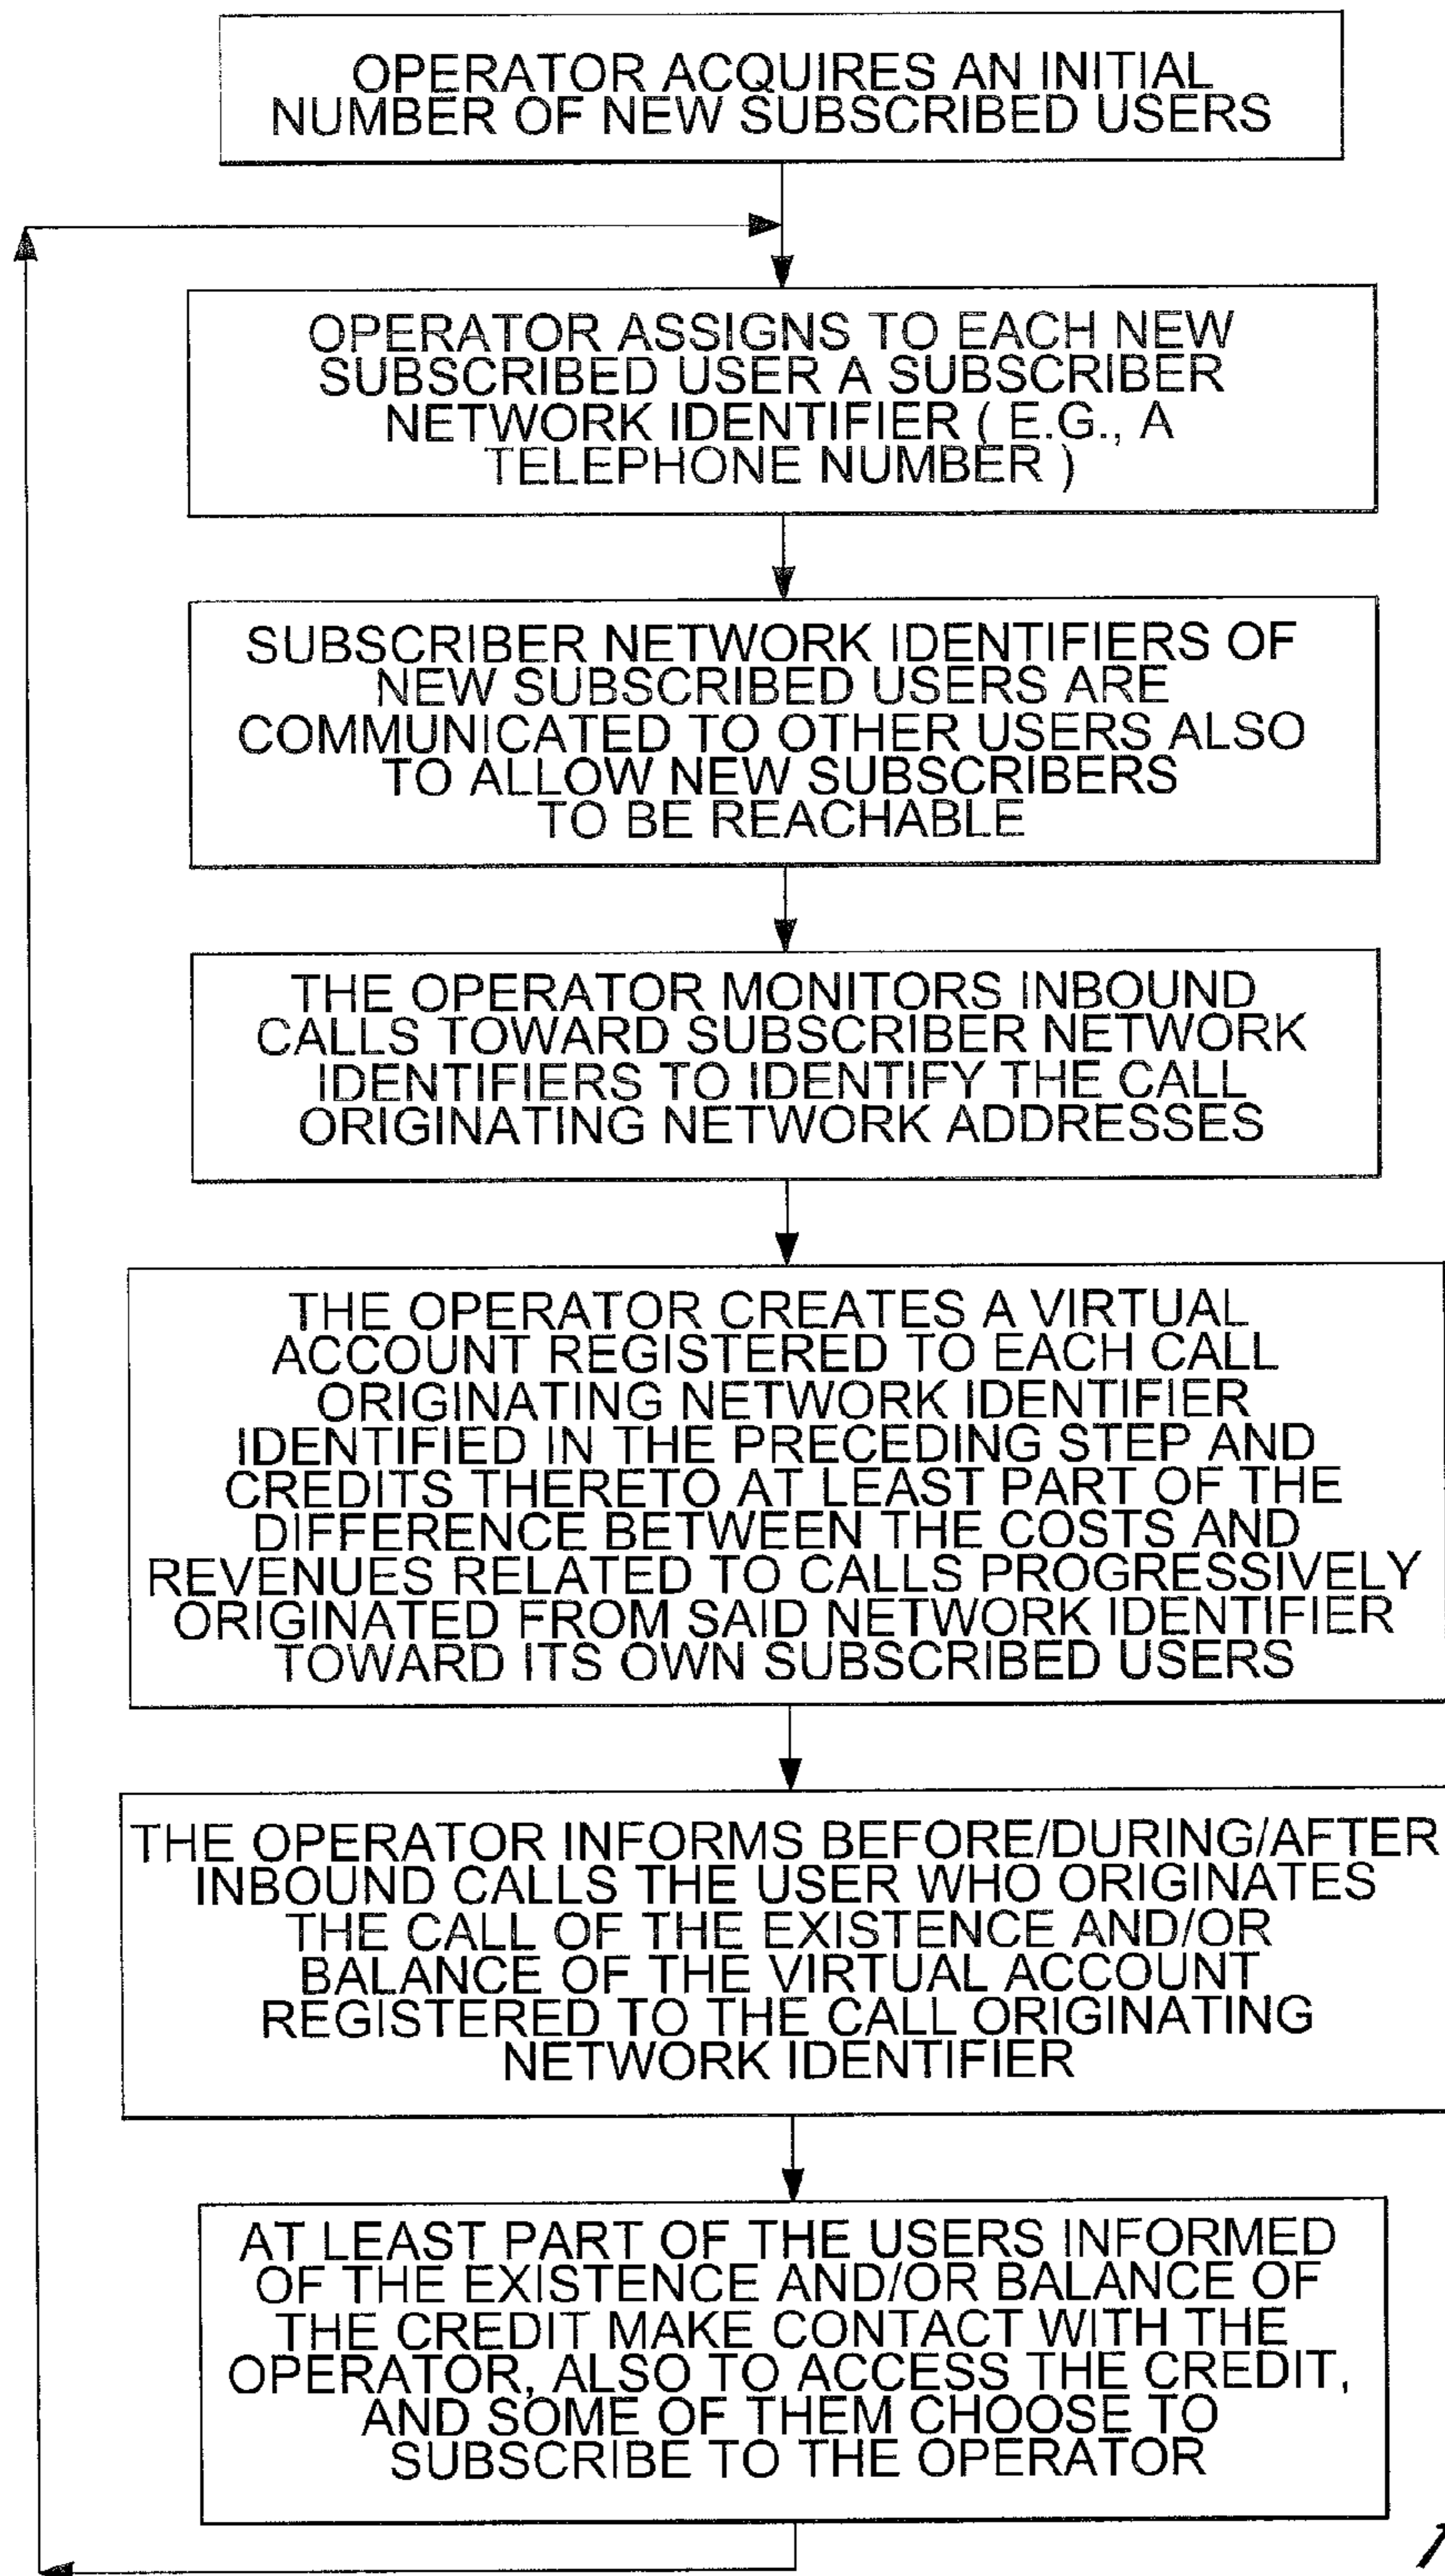 OPERATOR ACQUIRES AN INITIAL
NUMBER OF NEW SUBSCRIBED USERS
OPERATOR ASSIGNS TO EACH NEW
SUBSCRIBED USER A SUBSCRIBER
NETWORK IDENTIFIER ( E.G., A
TELEPHONE NUMBER )
SUBSCRIBER NETWORK IDENTIFIERS OF
NEW SUBSCRIBED USERS ARE
COMMUNICATED TO OTHER USERS ALSO
TO ALLOW NEW SUBSCRIBERS
TO BE REACHABLE
THE OPERATOR MONITORS INBOUND
CALLS TOWARD SUBSCRIBER NETWORK
IDENTIFIERS TO IDENTIFY THE CALL
ORIGINATING NETWORK ADDRESSES
THE OPERATOR CREATES A VIRTUAL
ACCOUNT REGISTERED TO EACH CALL
ORIGINATING NETWORK IDENTIFIER
IDENTIFIED IN THE PRECEDING STEP AND
CREDITS THERETO AT LEAST PART OF THE
DIFFERENCE BETWEEN THE COSTS AND
REVENUES RELATED TO CALLS PROGRESSIVELY
ORIGINATED FROM SAID NETWORK IDENTIFIER
TOWARD ITS OWN SUBSCRIBED USERS
THE OPERATOR INFORMS BEFORE/DURING/AFTER
INBOUND CALLS THE USER WHO ORIGINATES
THE CALL OF THE EXISTENCE AND/OR
BALANCE OF THE VIRTUAL ACCOUNT
REGISTERED TO THE CALL ORIGINATING
NETWORK IDENTIFIER
AT LEAST PART OF THE USERS INFORMED
OF THE EXISTENCE AND/OR BALANCE OF
THE CREDIT MAKE CONTACT WITH THE
OPERATOR, ALSO TO ACCESS THE CREDIT,
AND SOME OF THEM CHOOSE TO
SUBSCRIBE TO THE OPERATOR